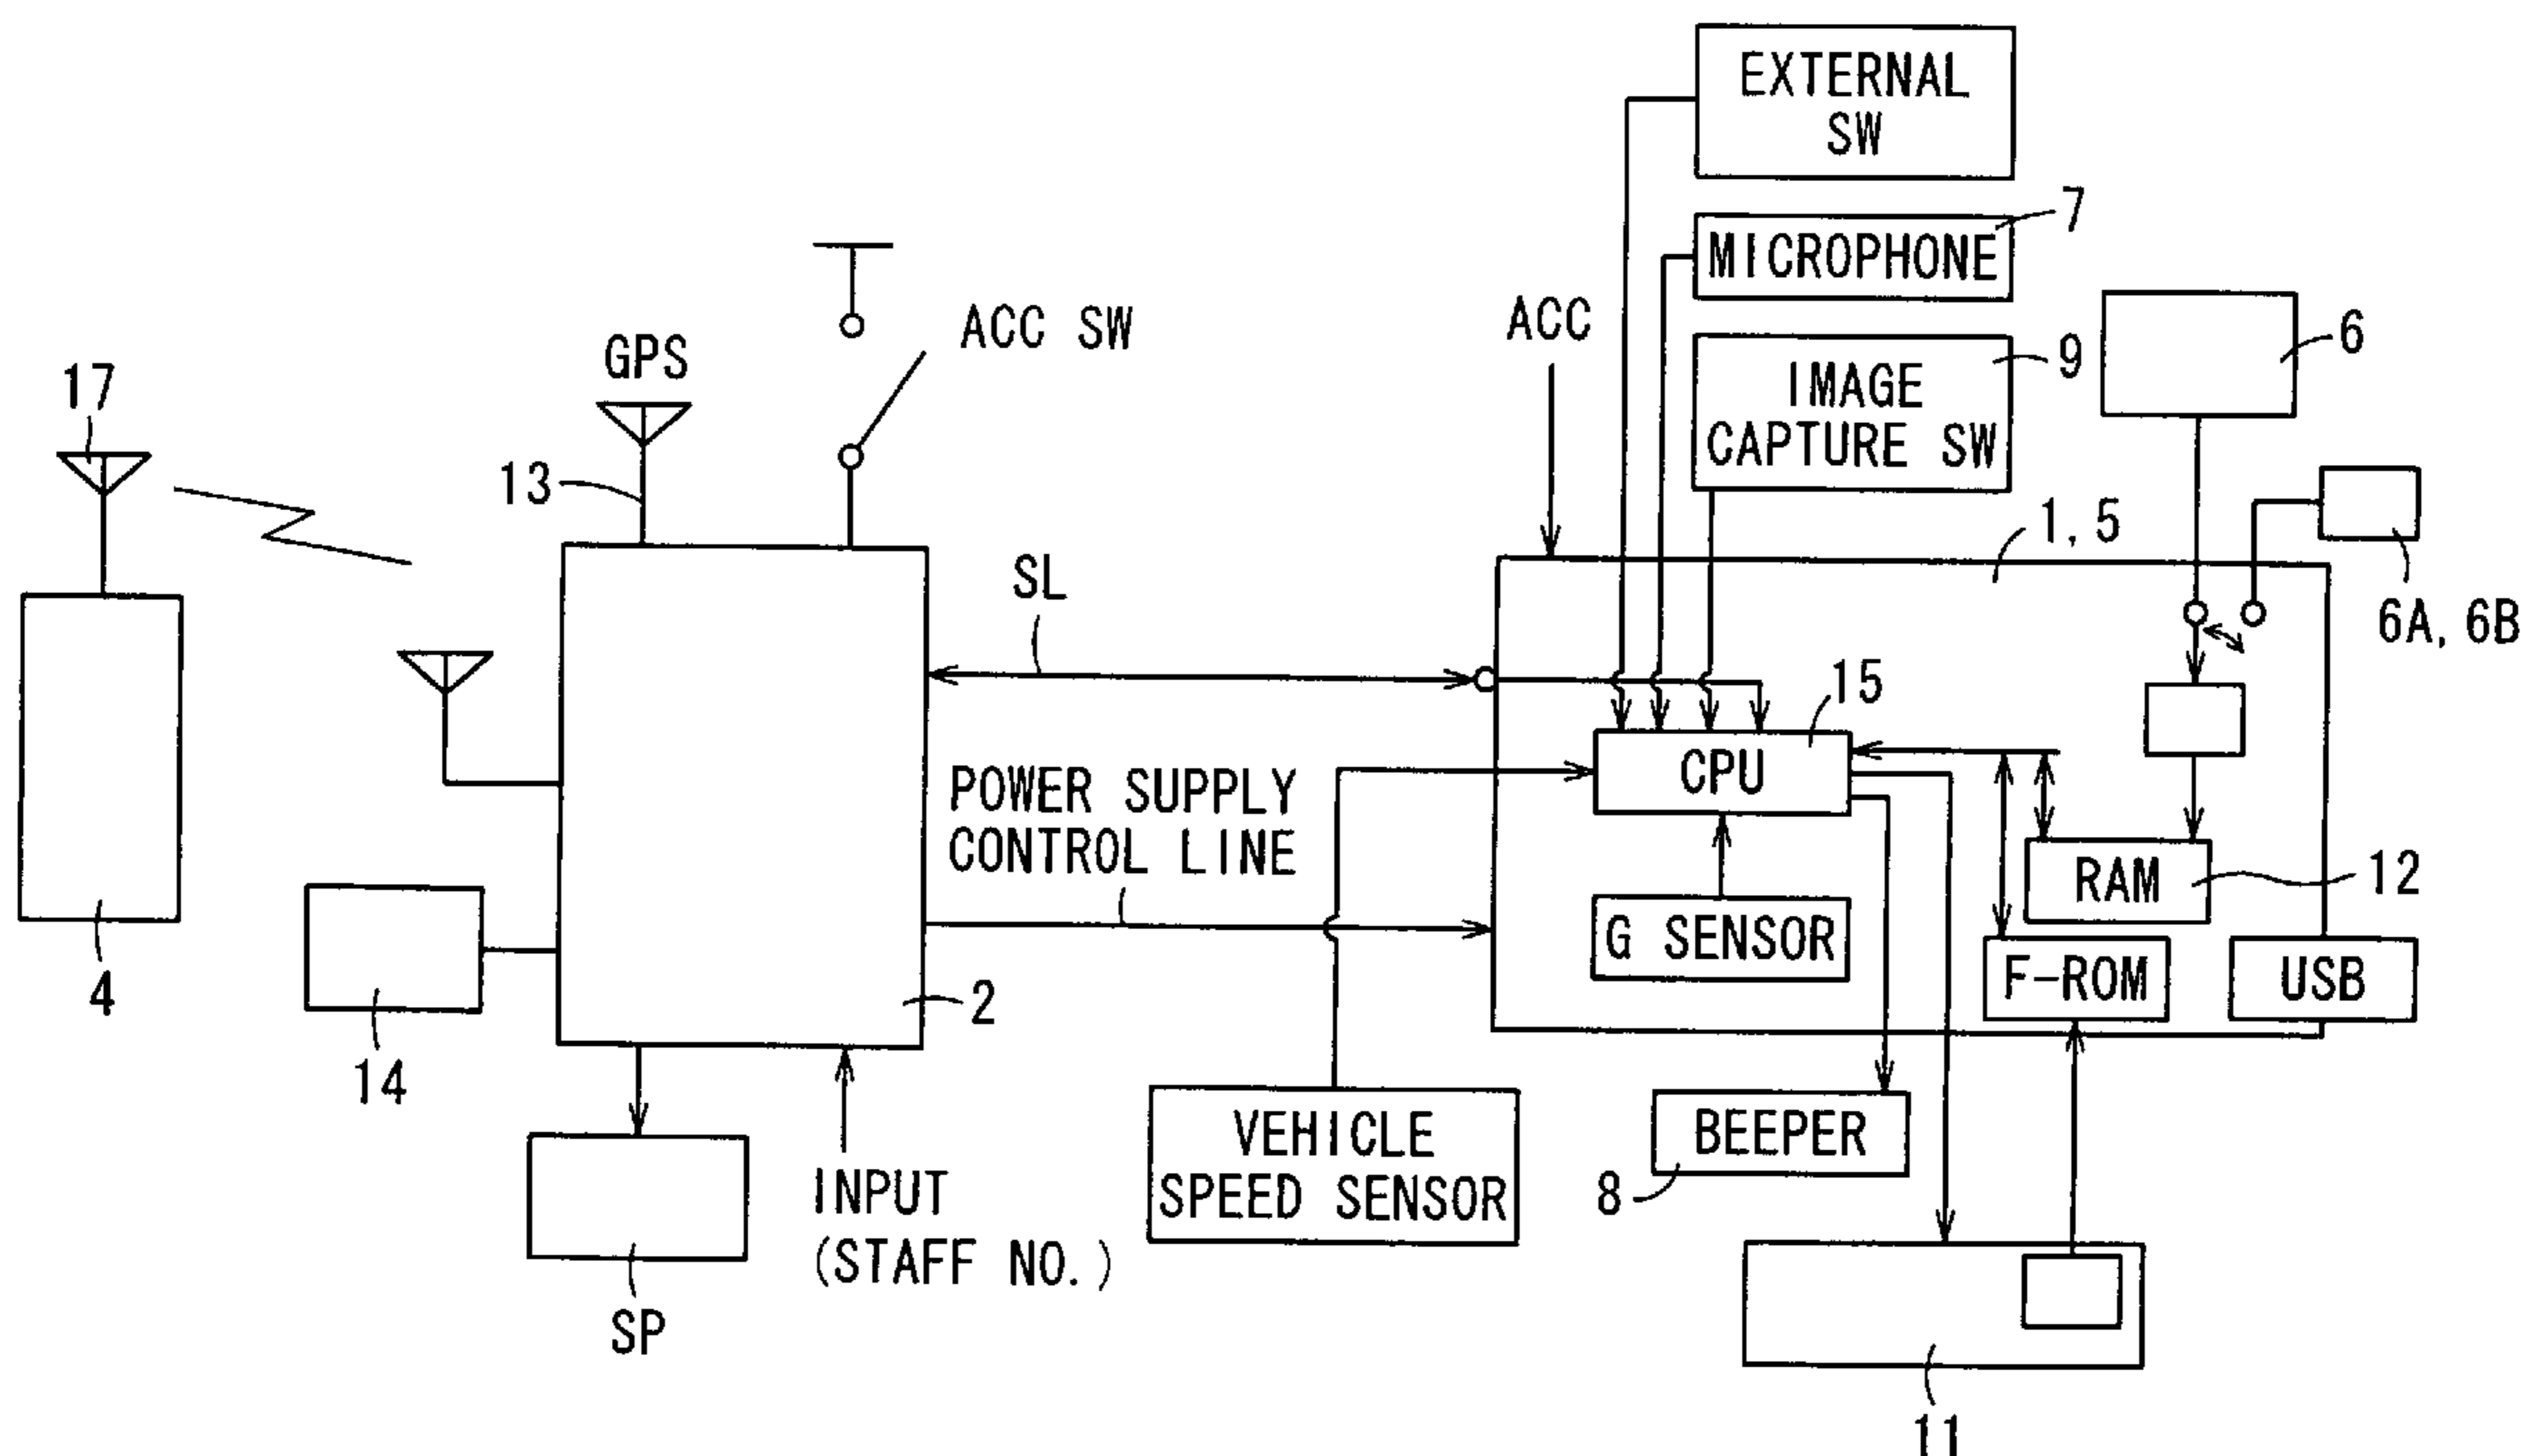 EXTERNAL
SW
7
MICROPHONE
ACC
ACC SW
6
GPS
9
17
IMAGE
CAPTURE SW
13
1, 5
SL
6A, 6B
15
POWER SUPPLY
CONTROL LINE
CPU
RAM
12
G SENSOR
F-ROM
USB
4
2
14
VEHICLE
SPEED SENSOR
BEEPER
8
INPUT
(STAFF NO.)
SP
11